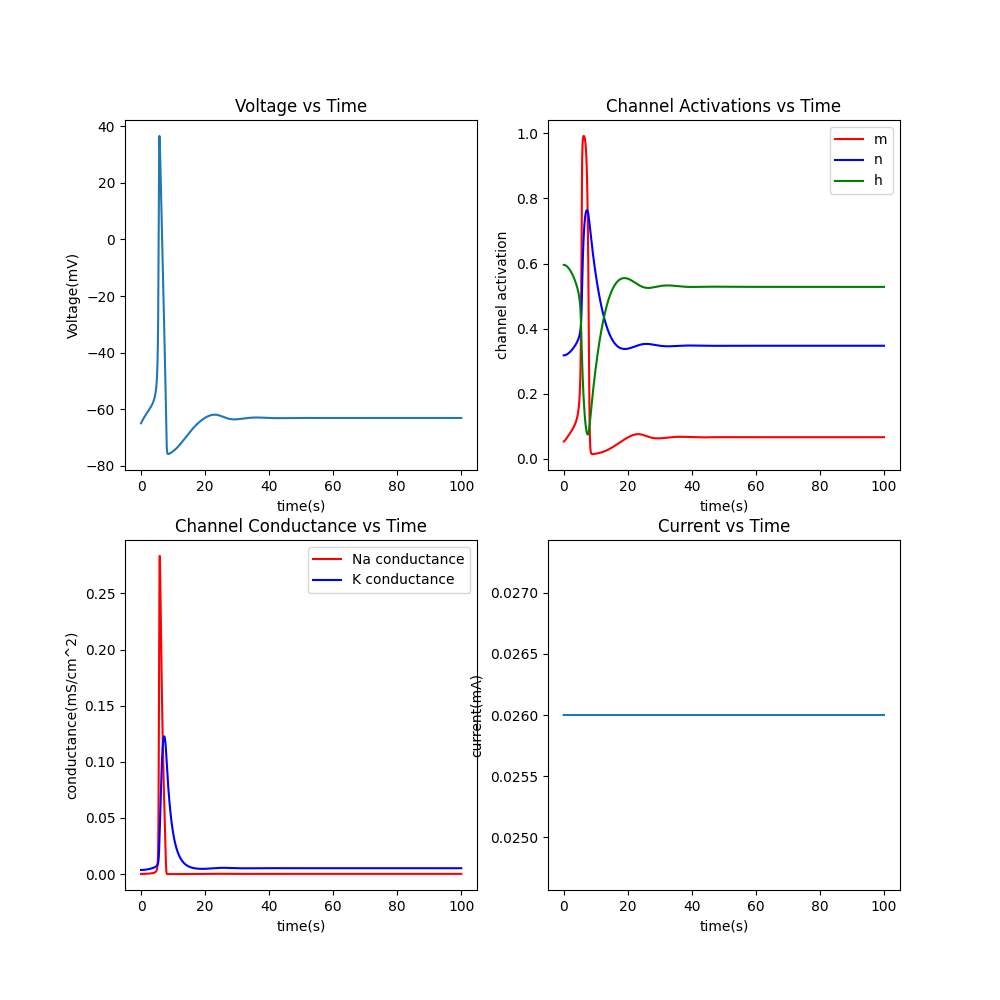 Voltage vs Time
40
20
0
−20
−40
−60
−80
Voltage(mV)
0 20 40 60 80 100
time(s)
Channel Activations vs Time
1.0
0.8
0.6
0.4
0.2
0.0
channel activation
m
n
h
0 20 40 60 80 100
time(s)
Channel Conductance vs Time
0.25
0.20
0.15
0.10
0.05
0.00
conductance(mS/cm^2)
Na conductance
K conductance
0 20 40 60 80 100
time(s)
Current vs Time
0.0270
0.0265
0.0260
0.0255
0.0250
current(mA)
0 20 40 60 80 100
time(s)